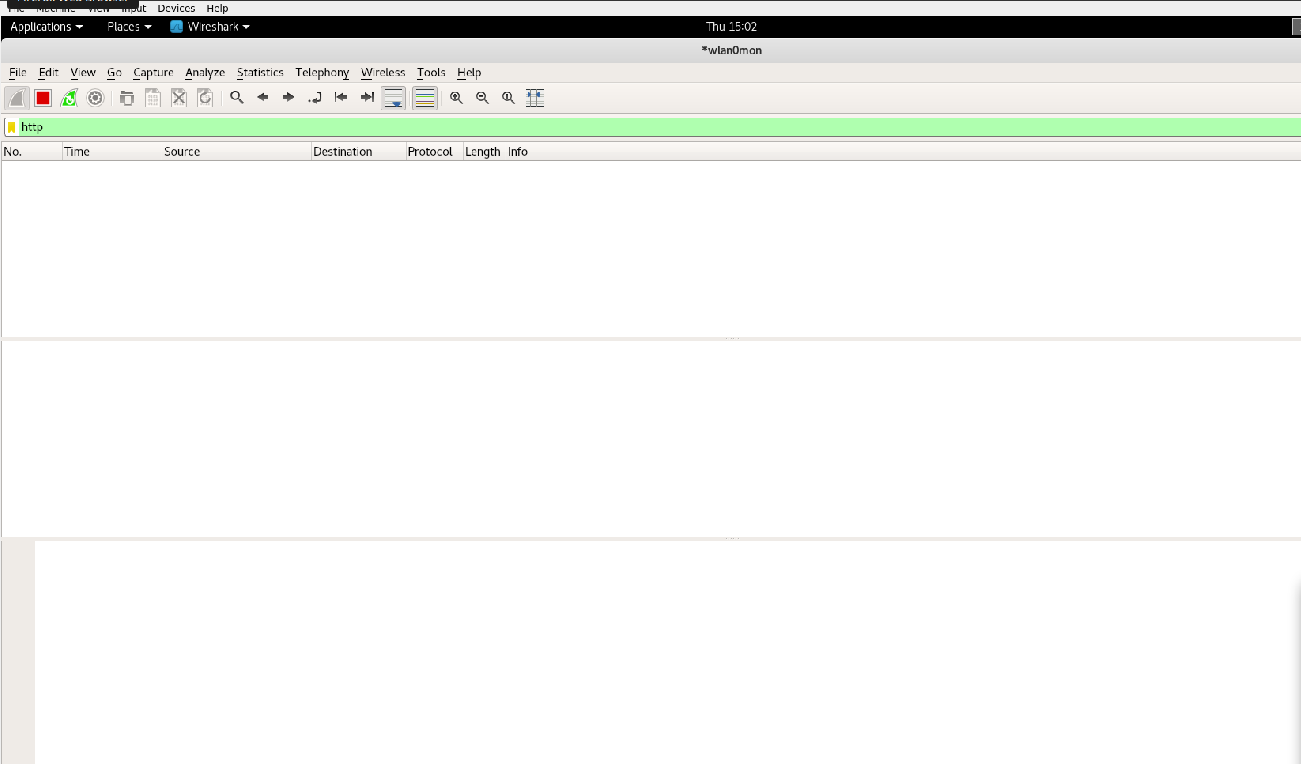 Machine View Input Devices Help
Applications Places Wireshark Thu 15:02
*wlan0mon
File Edit View Go Capture Analyze Statistics Telephony Wireless Tools Help
http
No. Time Source Destination Protocol Length Info